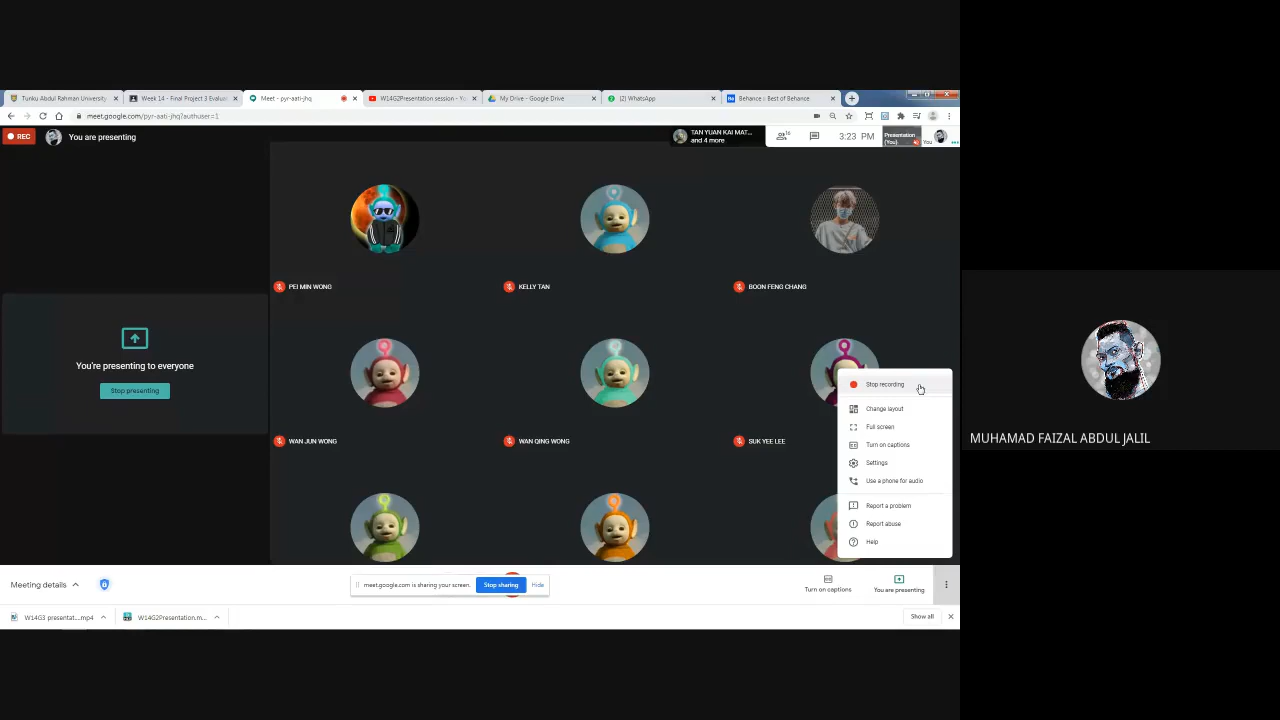 Tunku Abdul Rahman University
Week 14 - Final Project 3 Evalua
Meet - pyr-aati-jhq
W14G2Presentation session - Yo
My Drive - Google Drive
(2) WhatsApp
Behance :: Best of Behance
meet.google.com/pyr-aati-jhq?authuser=1
REC
You are presenting
TAN YUAN KAI MAT...
and 4 more
3:23 PM
Presentation
(You)
You
PEI MIN WONG
KELLY TAN
BOON FENG CHANG
You're presenting to everyone
Stop presenting
WAN JUN WONG
WAN QING WONG
SUK YEE LEE
Stop recording
Change layout
Full screen
Turn on captions
Settings
Use a phone for audio
Report a problem
Report abuse
Help
MUHAMAD FAIZAL ABDUL JALIL
Meeting details
meet.google.com is sharing your screen.
Stop sharing
Hide
Turn on captions
You are presenting
W14G3 presentat....mp4
W14G2Presentation.m...
Show all